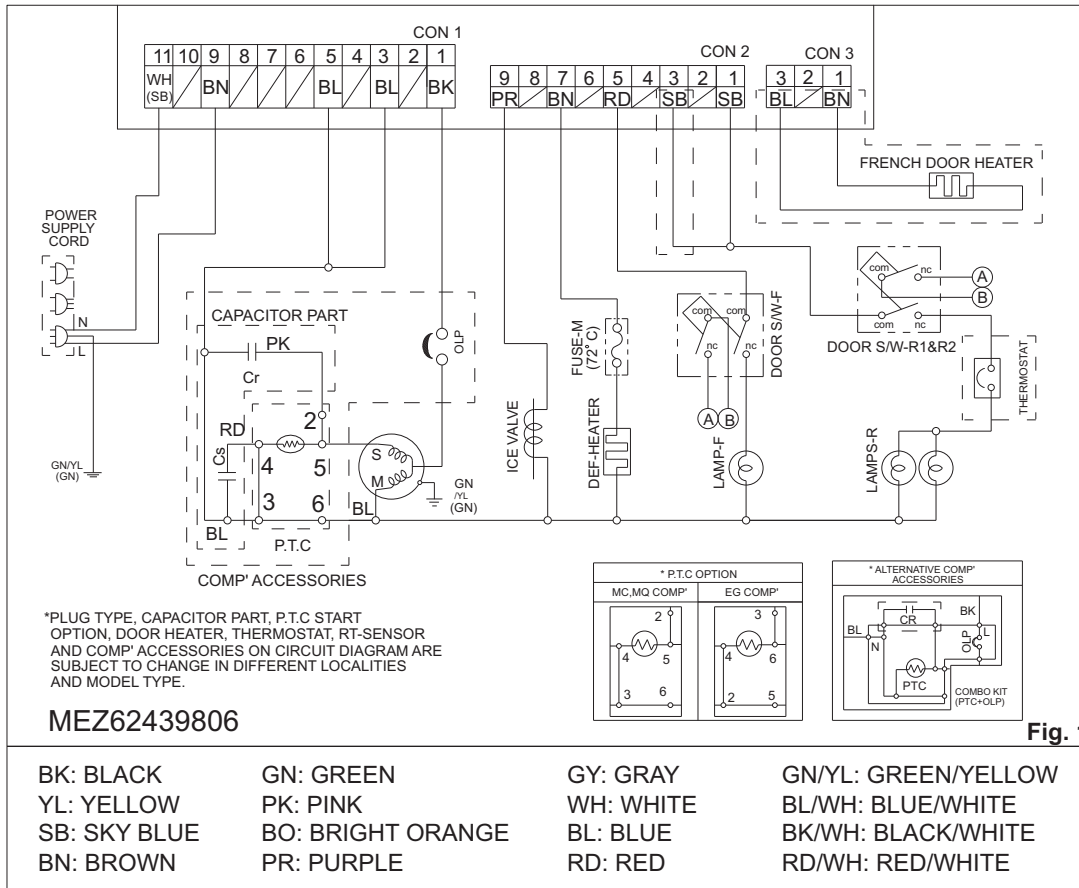 CON 1
11 10 9 8 7 6 5 4 3 2 1
WH
(SB)
BN BL BL BK
CON 2
9 8 7 6 5 4 3 2 1
PR BN RD SB SB
CON 3
3 2 1
BL BN
FRENCH DOOR HEATER
POWER
SUPPLY
CORD
N
L
GN/YL
(GN)
CAPACITOR PART
PK
Cr
RD
Cs
2
4 5
3 6
BL
P.T.C
COMP' ACCESSORIES
OLP
S
M
BL
GN
/YL
(GN)
ICE VALVE
FUSE-M
(72˚ C)
DEF-HEATER
com com
nc nc
DOOR S/W-F
A B
LAMP-F
com nc
A
B
com nc
DOOR S/W-R1&R2
THERMOSTAT
LAMPS-R
*PLUG TYPE, CAPACITOR PART, P.T.C START
OPTION, DOOR HEATER, THERMOSTAT, RT-SENSOR
AND COMP' ACCESSORIES ON CIRCUIT DIAGRAM ARE
SUBJECT TO CHANGE IN DIFFERENT LOCALITIES
AND MODEL TYPE.
MEZ62439806
* P.T.C OPTION
MC,MQ COMP' EG COMP'
2
4 5
3 6
3
4 6
2 5
* ALTERNATIVE COMP'
ACCESSORIES
BK
CR
BL
L
N
OLP
PTC
COMBO KIT
(PTC+OLP)
Fig.
BK: BLACK GN: GREEN GY: GRAY GN/YL: GREEN/YELLOW
YL: YELLOW PK: PINK WH: WHITE BL/WH: BLUE/WHITE
SB: SKY BLUE BO: BRIGHT ORANGE BL: BLUE BK/WH: BLACK/WHITE
BN: BROWN PR: PURPLE RD: RED RD/WH: RED/WHITE